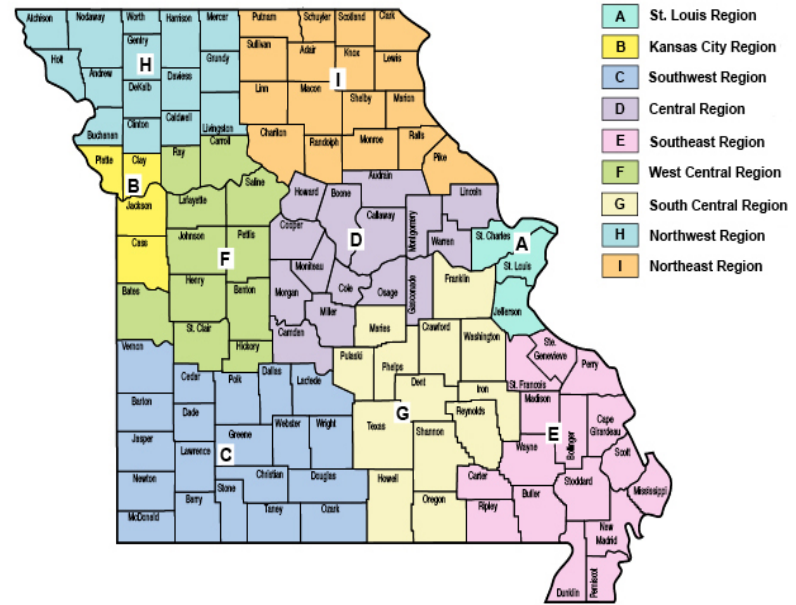 Atchison Nodaway Worth Harrison Mercer Putnam Schuyler Scotland Clark
Gentry
Holt H Grundy Sullivan Adair Knox Lewis
Andrew Daviess I
DeKalb Linn Macon Shelby Marion
Buchanan Clinton Caldwell Livingston Chariton Randolph Monroe Ralls
Carroll
Platte Clay Ray Pike
Audrain
B Saline Howard Boone Lincoln
Jackson Lafayette Callaway Montgomery
Cooper
Cass Johnson Pettis D Warren St. Charles A
F Moniteau St. Louis
Bates Henry Benton Morgan Cole Osage Gasconade Franklin
Miller Jefferson
St. Clair Camden Maries Crawford Washington
Vernon Hickory Ste.
Genevieve
Cedar Polk Dallas Laclede Pulaski Phelps Perry
Dent Iron St. Francois
Barton Dade Madison
G Reynolds
Jasper Greene Webster Wright Texas Shannon E Bollinger Cape
Girardeau
Lawrence C Wayne Scott
Newton Christian Douglas Howell Carter Stoddard Mississippi
Barry Stone Oregon Butler
McDonald Taney Ozark Ripley New
Madrid
Dunklin Pemiscot
A St. Louis Region
B Kansas City Region
C Southwest Region
D Central Region
E Southeast Region
F West Central Region
G South Central Region
H Northwest Region
I Northeast Region